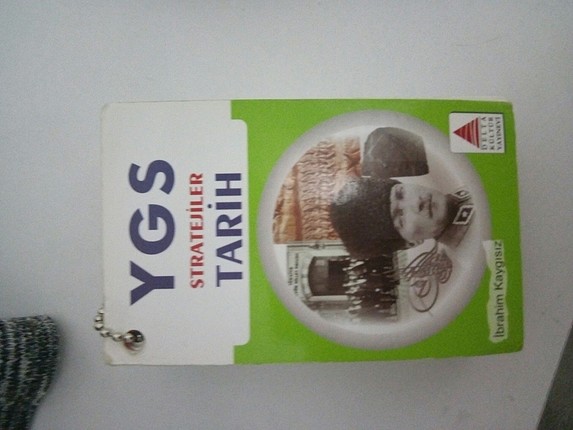 YGS
STRATEJİLER
TARİH
DELTA
KÜLTÜR
YAYINEVİ
İbrahim Kaygısız